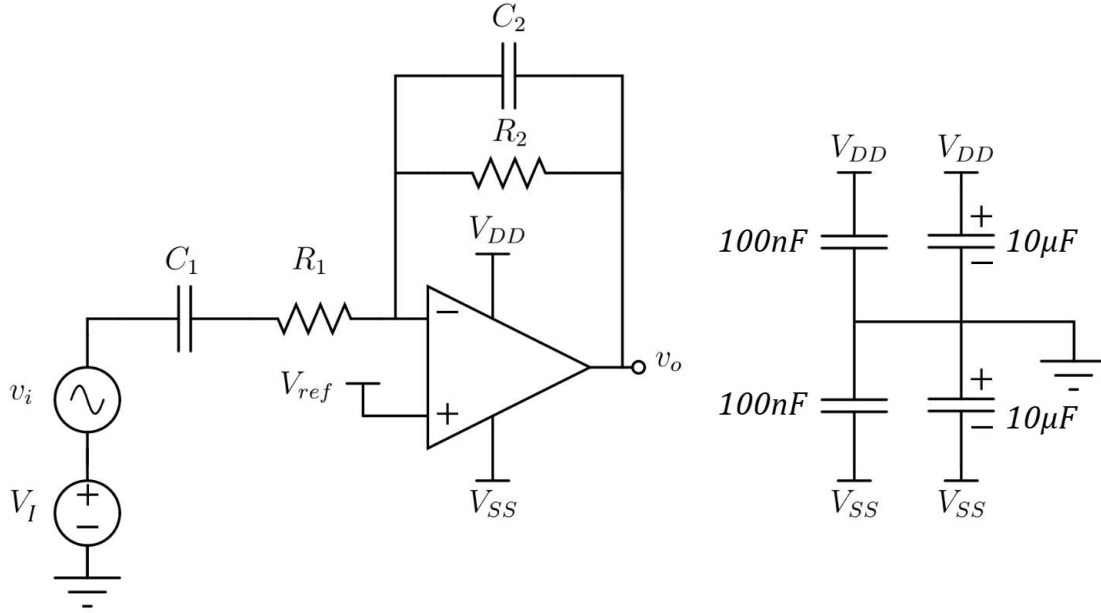 C2
R2
VDD
VDD
VDD
100nF
+
−
10μF
C1
R1
−
vo
Vref
+
vi
100nF
+
−
10μF
VI
+
−
VSS
VSS
VSS